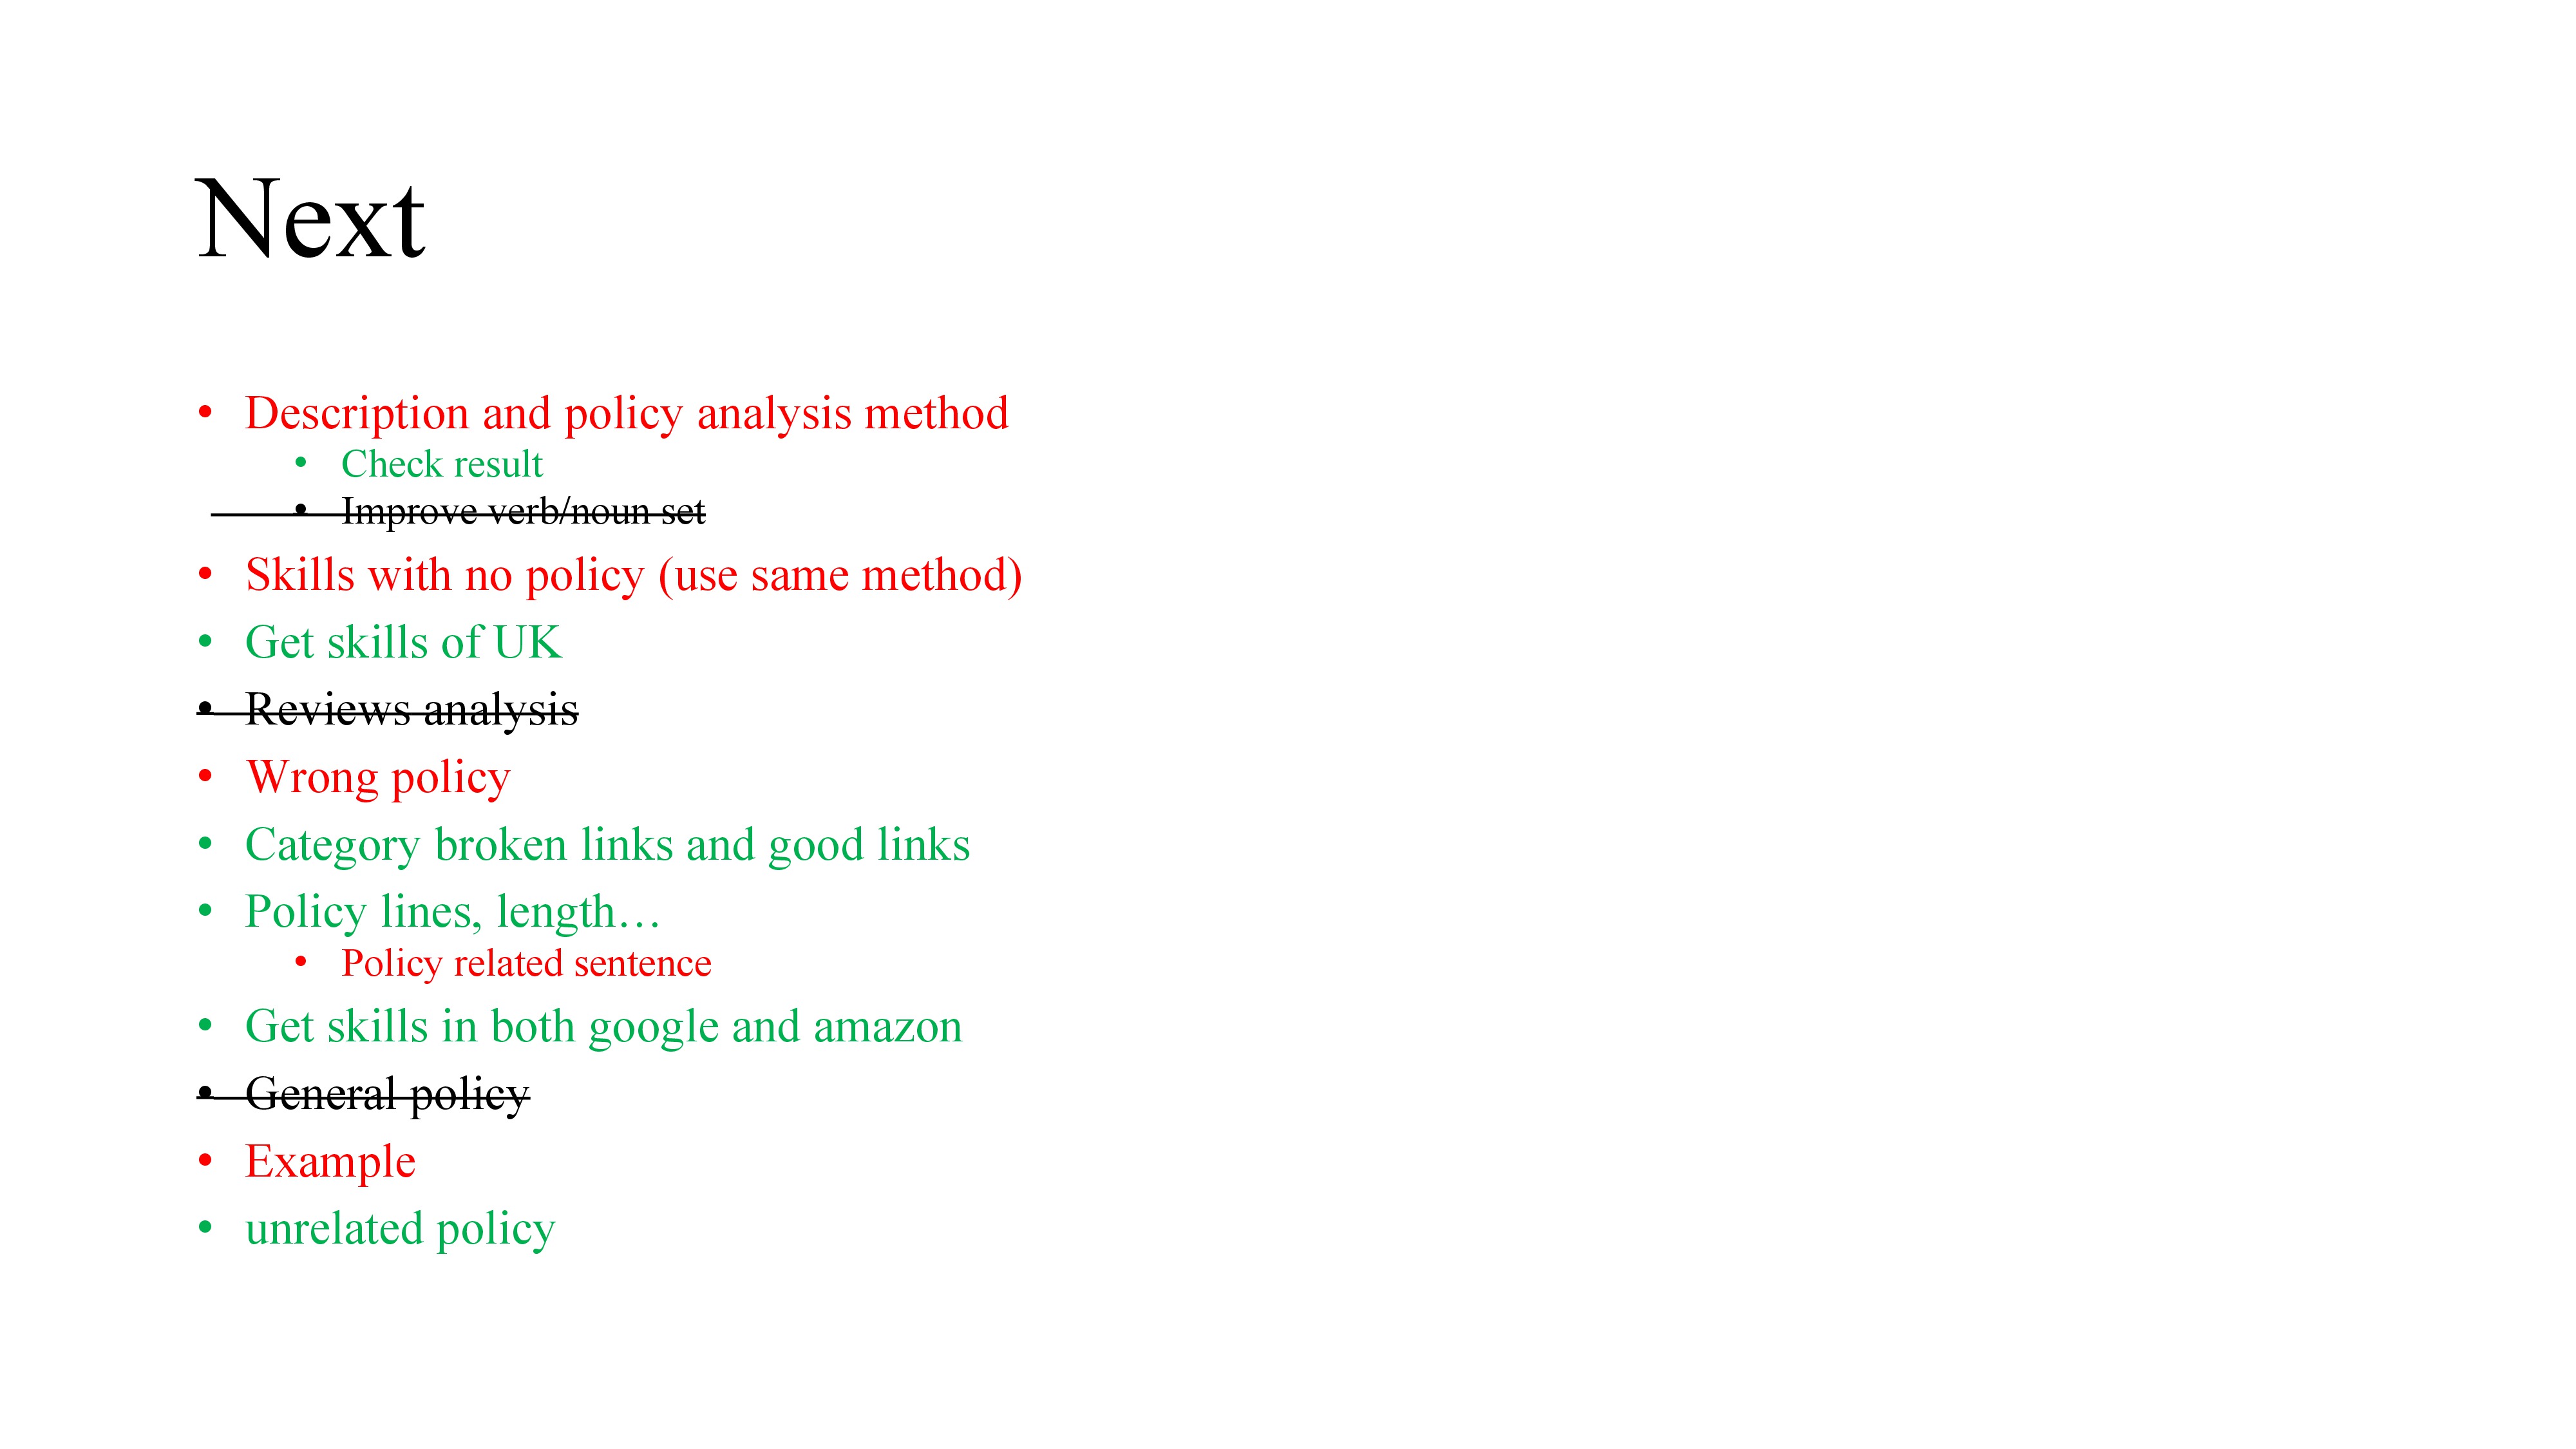 Next
• Description and policy analysis method
• Check result
• Improve verb/noun set
• Skills with no policy (use same method)
• Get skills of UK
• Reviews analysis
• Wrong policy
• Category broken links and good links
• Policy lines, length…
• Policy related sentence
• Get skills in both google and amazon
• General policy
• Example
• unrelated policy